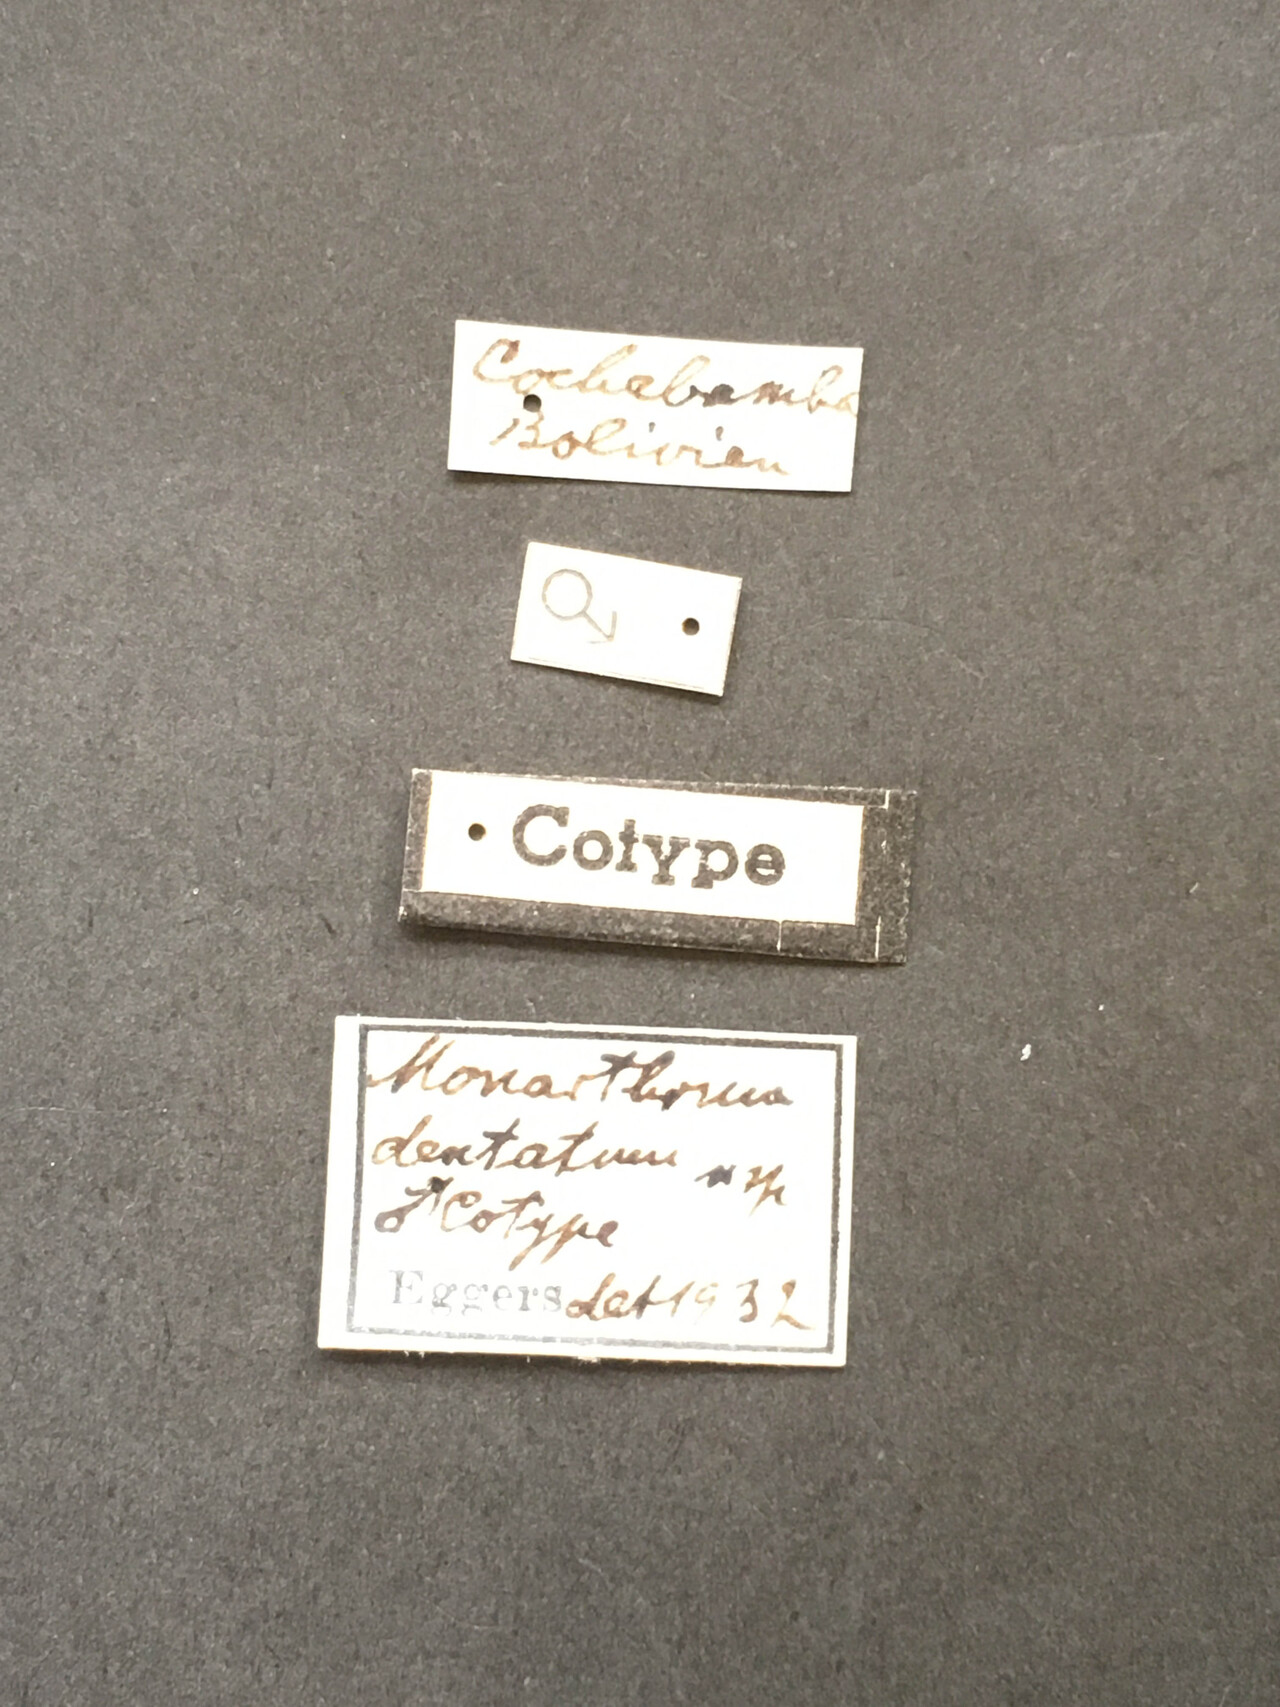 Cochabamba
Bolivien
♂
Cotype
Monarthrum
dentatum n sp
♂ Cotype
Eggers det 1932